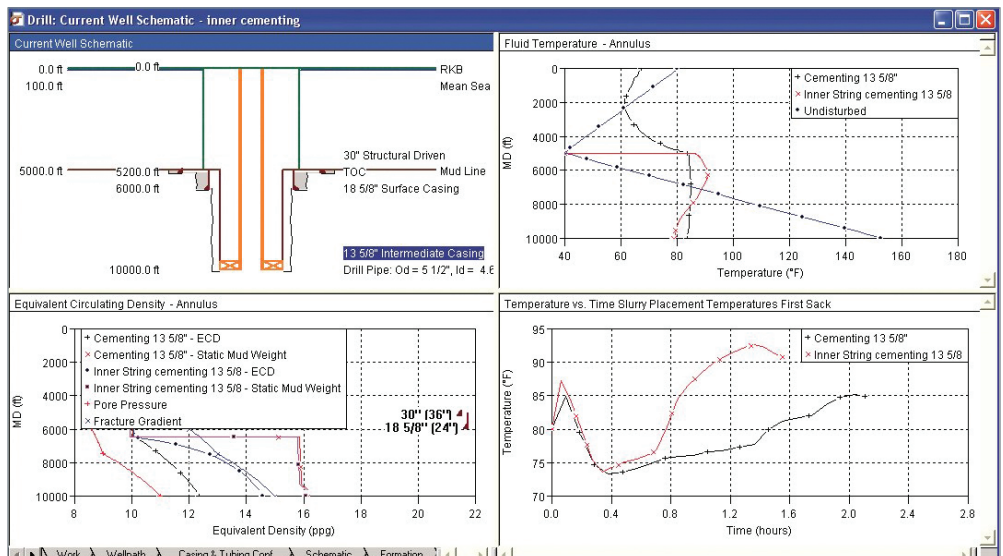 Drill: Current Well Schematic - inner cementing
Current Well Schematic
0.0 ft
0.0 ft
RKB
100.0 ft
Mean Sea
30" Structural Driven
5000.0 ft
5200.0 ft
TOC
Mud Line
6000.0 ft
18 5/8" Surface Casing
13 5/8" Intermediate Casing
10000.0 ft
Drill Pipe: Od = 5 1/2", Id = 4.6
Fluid Temperature - Annulus
Cementing 13 5/8"
Inner String cementing 13 5/8
Undisturbed
MD (ft)
0
2000
4000
6000
8000
10000
40 60 80 100 120 140 160 180
Temperature (°F)
Equivalent Circulating Density - Annulus
Cementing 13 5/8" - ECD
Cementing 13 5/8" - Static Mud Weight
Inner String cementing 13 5/8 - ECD
Inner String cementing 13 5/8 - Static Mud Weight
Pore Pressure
Fracture Gradient
30" (36")
18 5/8" (24")
MD (ft)
0
2000
4000
6000
8000
10000
8 10 12 14 16 18 20 22
Equivalent Density (ppg)
Temperature vs. Time Slurry Placement Temperatures First Sack
Cementing 13 5/8"
Inner String cementing 13 5/8
Temperature (°F)
95
90
85
80
75
70
0.0 0.4 0.8 1.2 1.6 2.0 2.4 2.8
Time (hours)
Work Wellpath Casing & Tubing Conf Schematic Formation